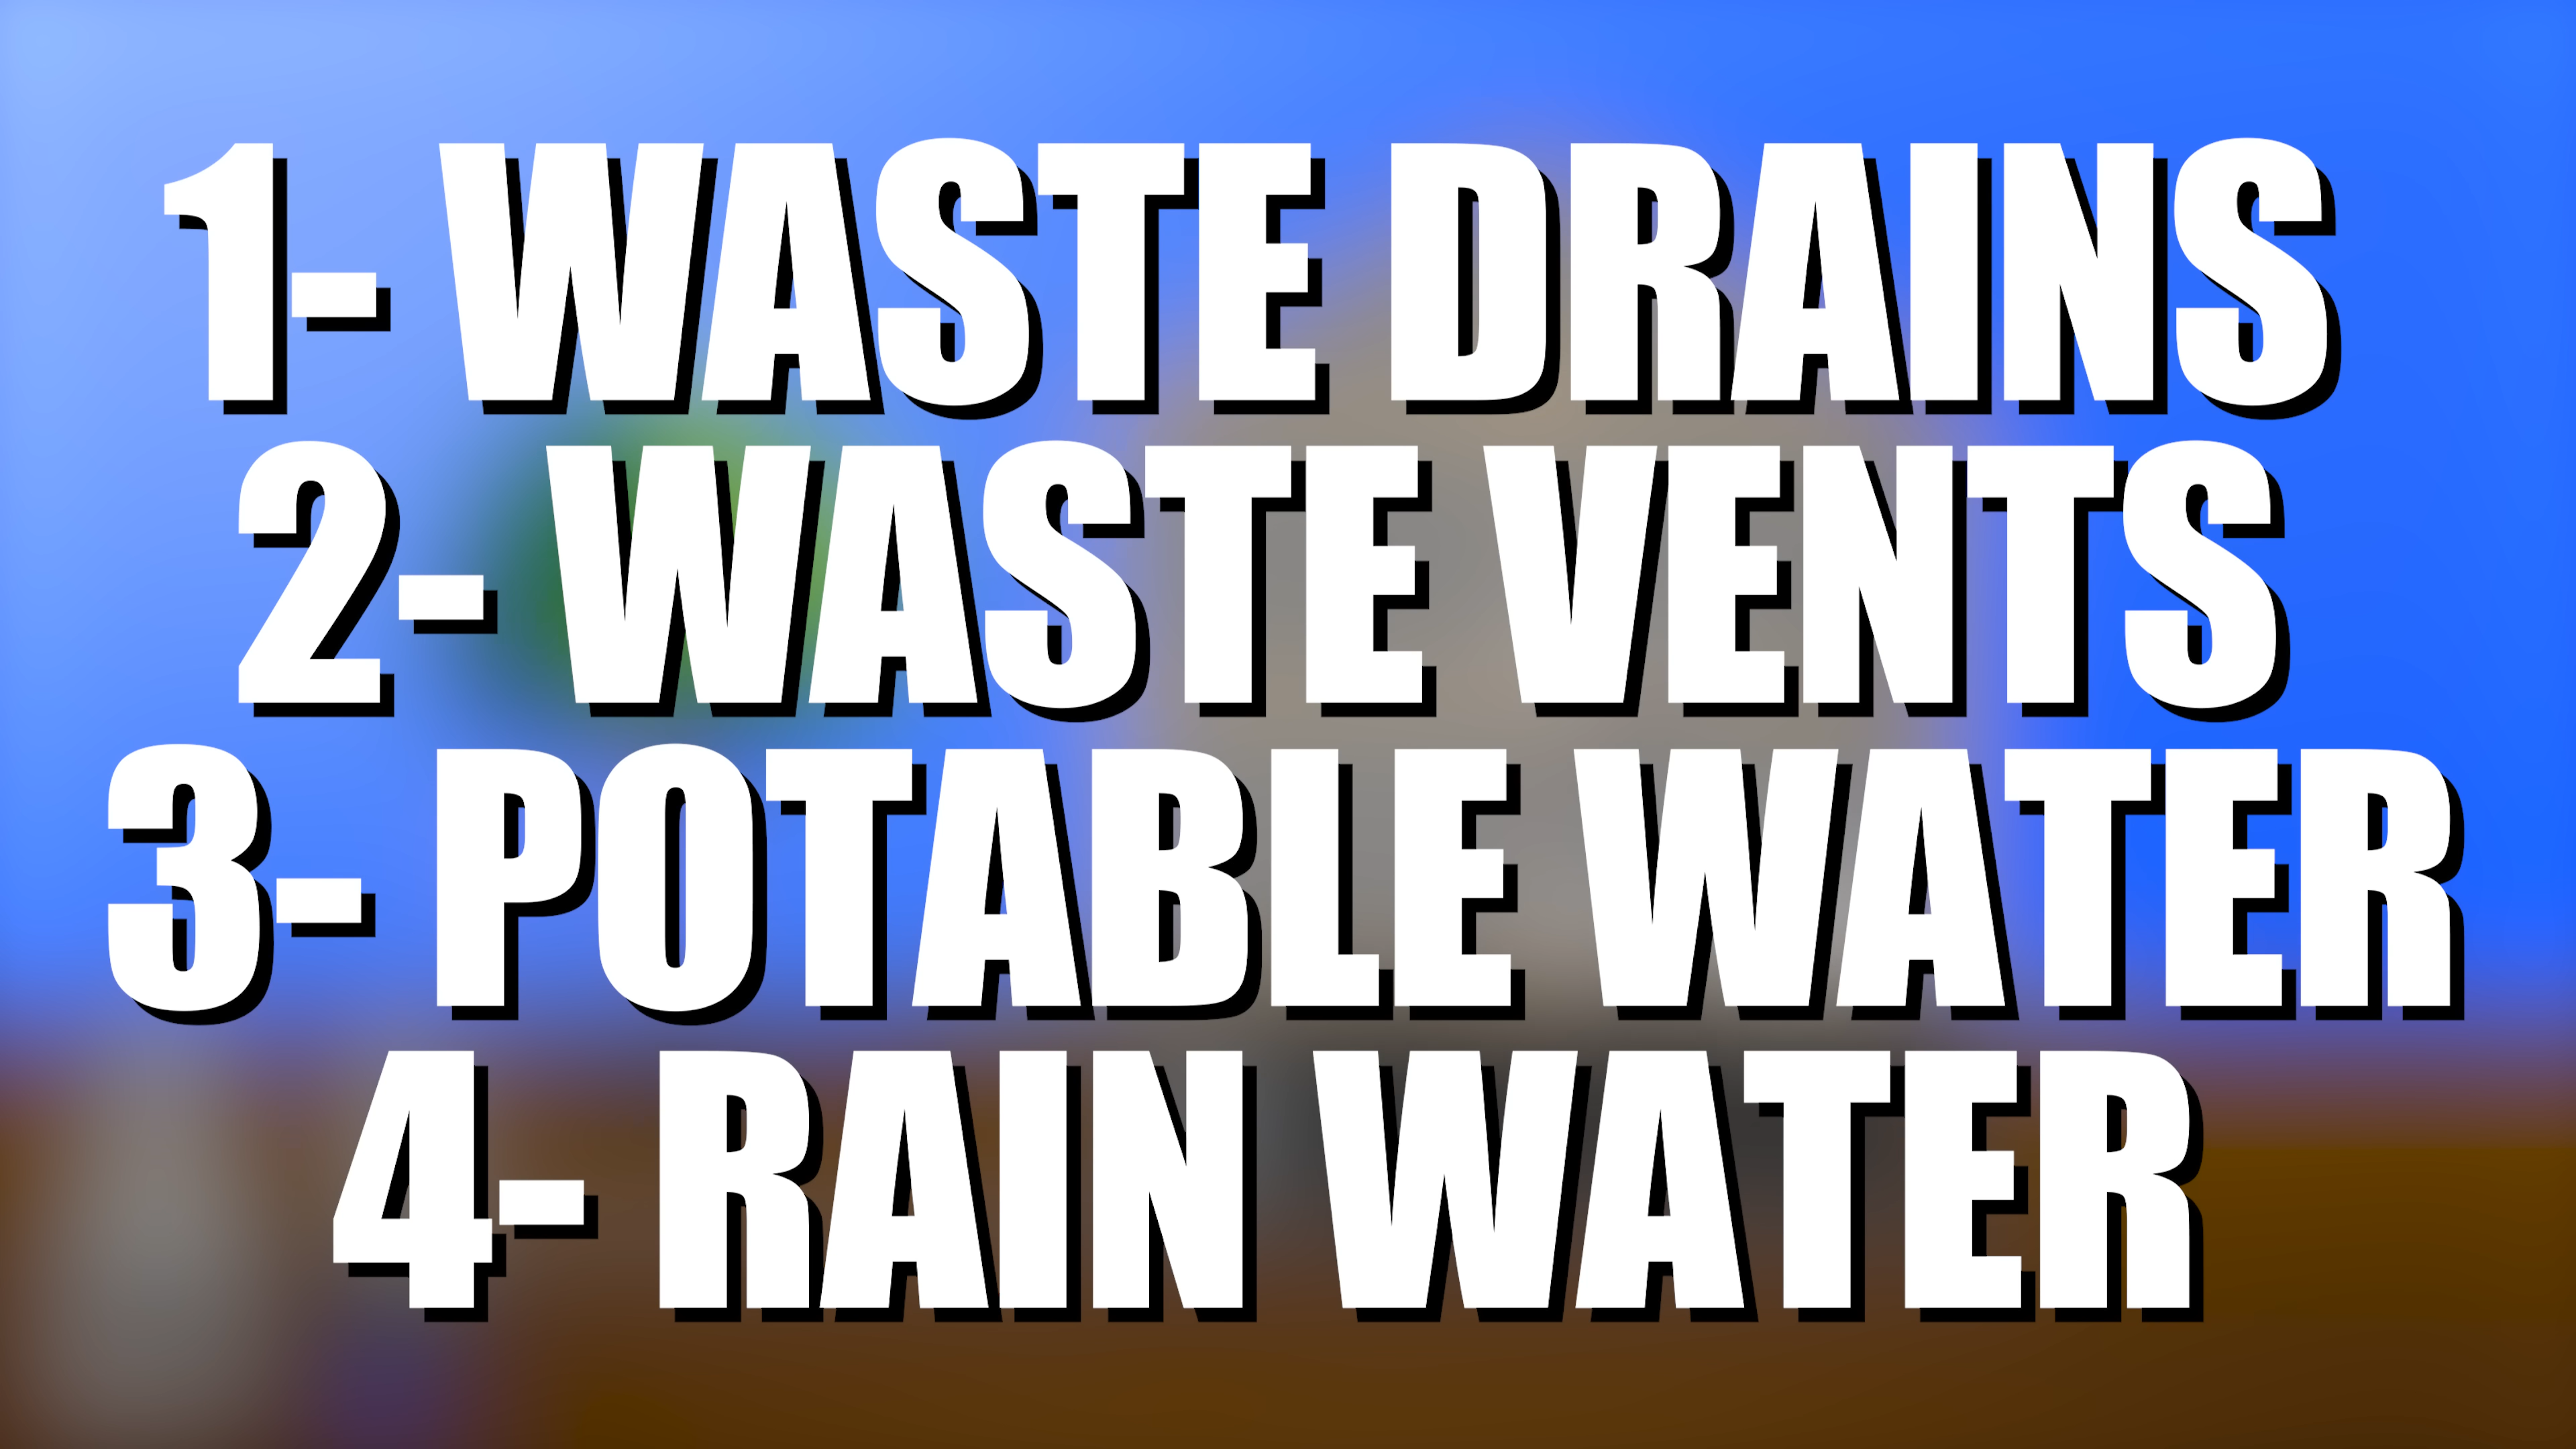 1- WASTE DRAINS
2- WASTE VENTS
3- POTABLE WATER
4- RAIN WATER